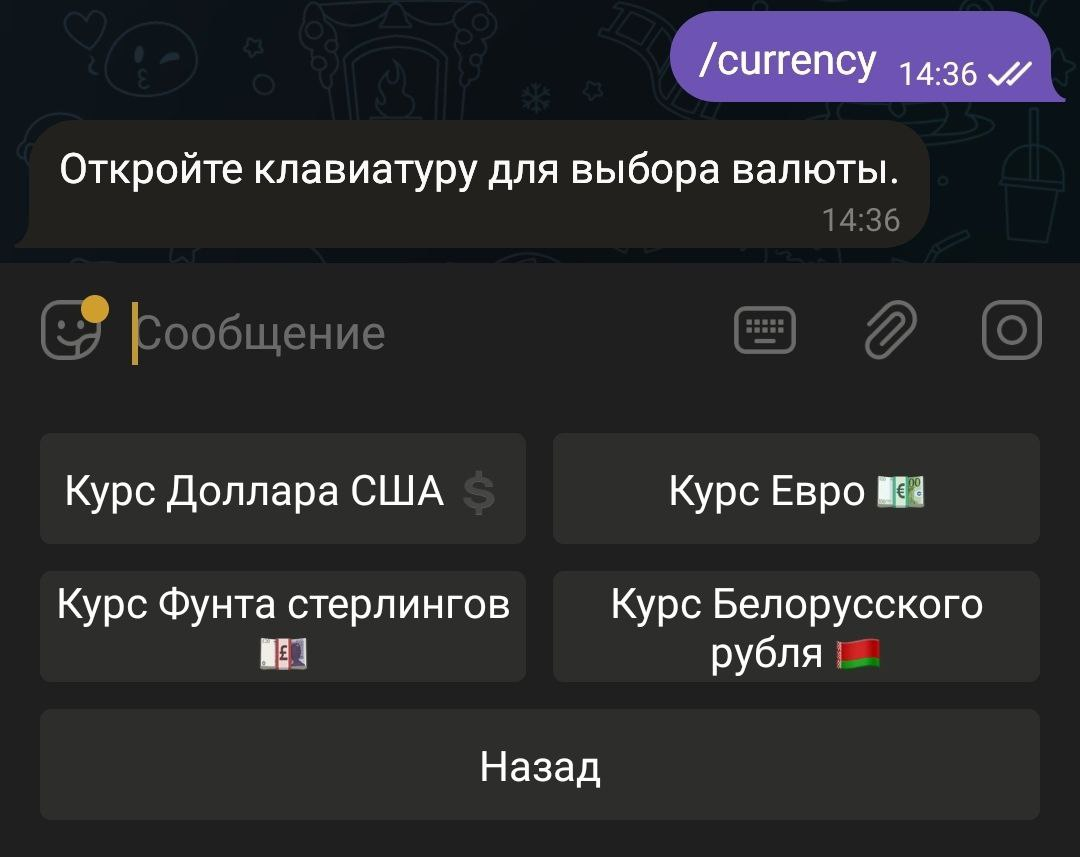 /currency 14:36
Откройте клавиатуру для выбора валюты.
14:36
Сообщение
Курс Доллара США 💲
Курс Евро 💶
Курс Фунта стерлингов
💷
Курс Белорусского
рубля 🇧🇾
Назад